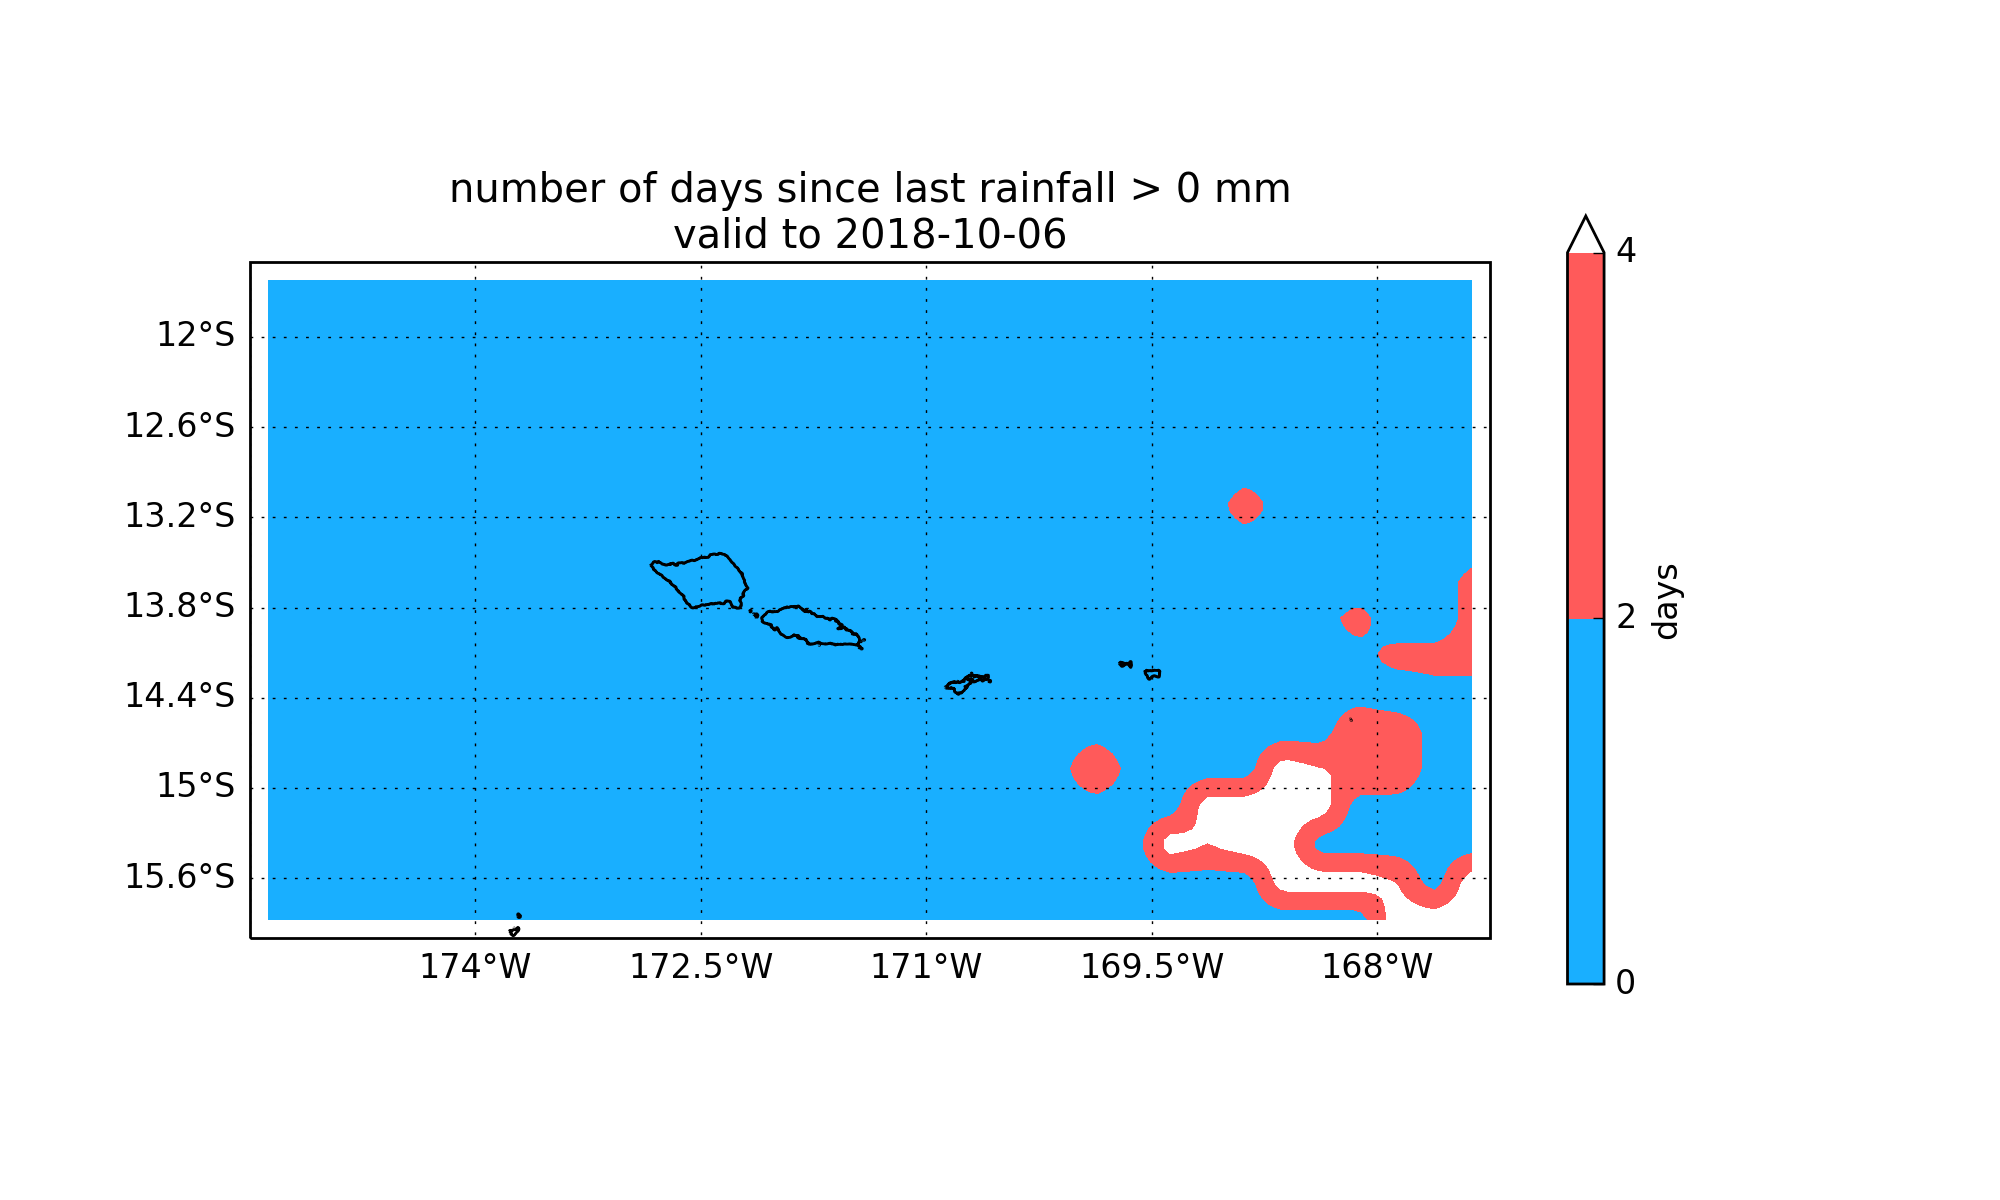 number of days since last rainfall > 0 mm
valid to 2018-10-06
4
12°S
12.6°S
13.2°S
13.8°S
2
days
14.4°S
15°S
15.6°S
0
174°W 172.5°W 171°W 169.5°W 168°W